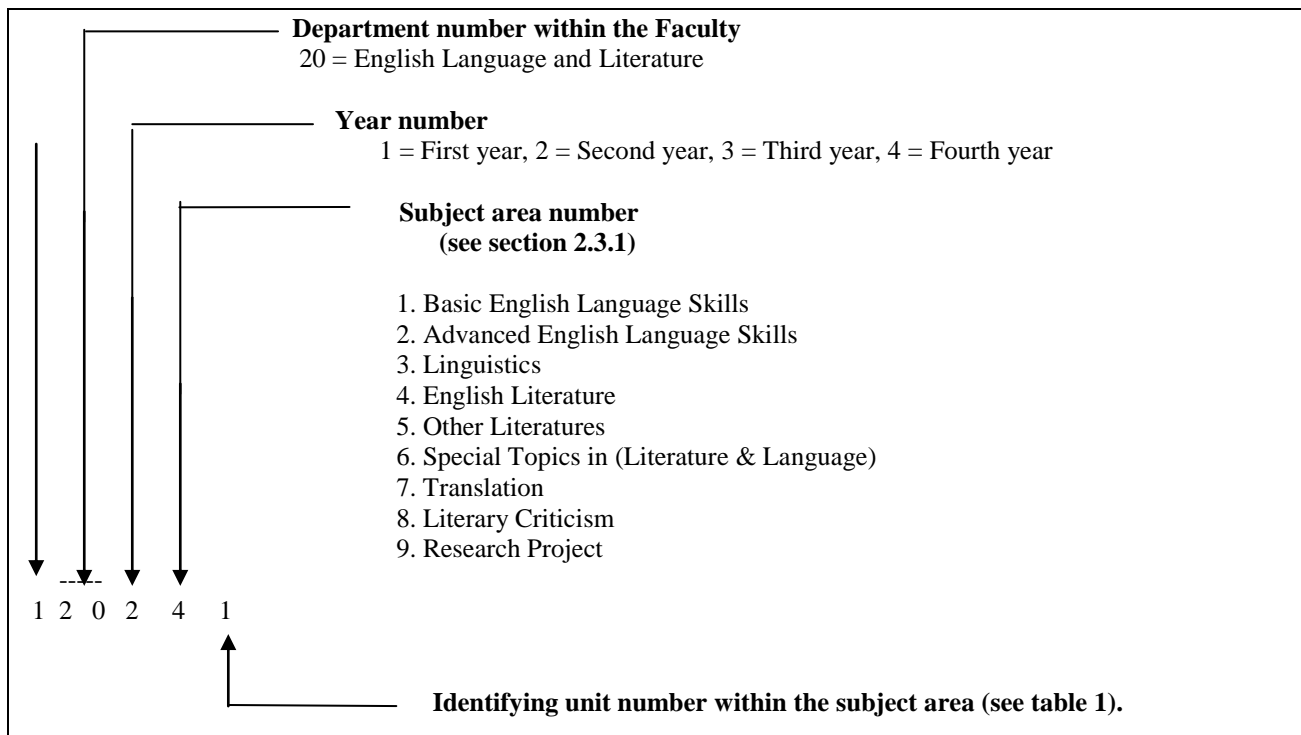 Department number within the Faculty
20 = English Language and Literature
Year number
1 = First year, 2 = Second year, 3 = Third year, 4 = Fourth year
Subject area number
(see section 2.3.1)
1. Basic English Language Skills
2. Advanced English Language Skills
3. Linguistics
4. English Literature
5. Other Literatures
6. Special Topics in (Literature & Language)
7. Translation
8. Literary Criticism
9. Research Project
-----
1 2 0 2 4 1
Identifying unit number within the subject area (see table 1).